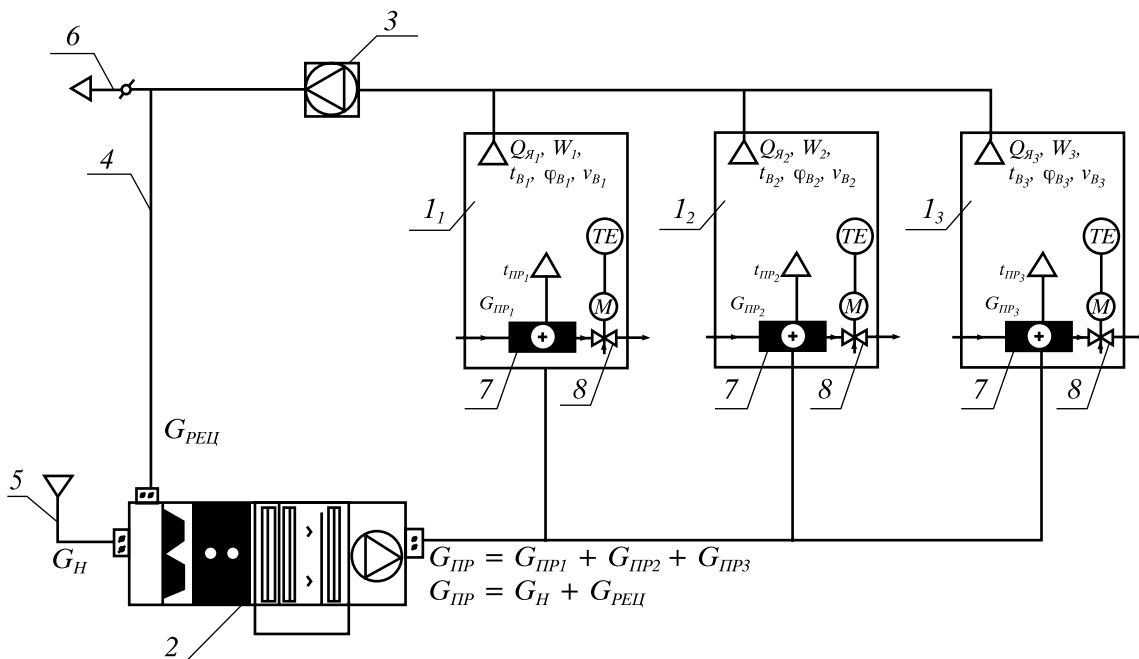 6
3
4
Q_Я1, W_1,
t_В1, φ_В1, v_В1
Q_Я2, W_2,
t_В2, φ_В2, v_В2
Q_Я3, W_3,
t_В3, φ_В3, v_В3
1_1
1_2
1_3
TE
TE
TE
t_ПР1
t_ПР2
t_ПР3
G_ПР1
M
G_ПР2
M
G_ПР3
M
7
8
7
8
7
8
G_РЕЦ
5
G_Н
G_ПР = G_ПР1 + G_ПР2 + G_ПР3
G_ПР = G_Н + G_РЕЦ
2